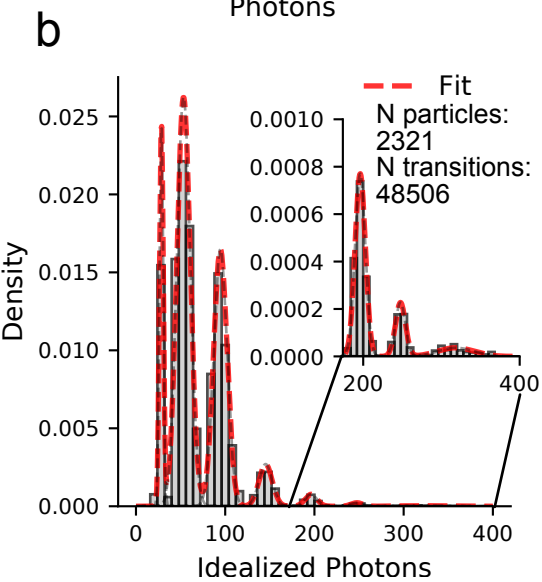 Photons
b
Fit
N particles:
2321
N transitions:
48506
0.0010
0.0008
0.0006
0.0004
0.0002
0.0000
200 400
Density
0.025
0.020
0.015
0.010
0.005
0.000
0 100 200 300 400
Idealized Photons